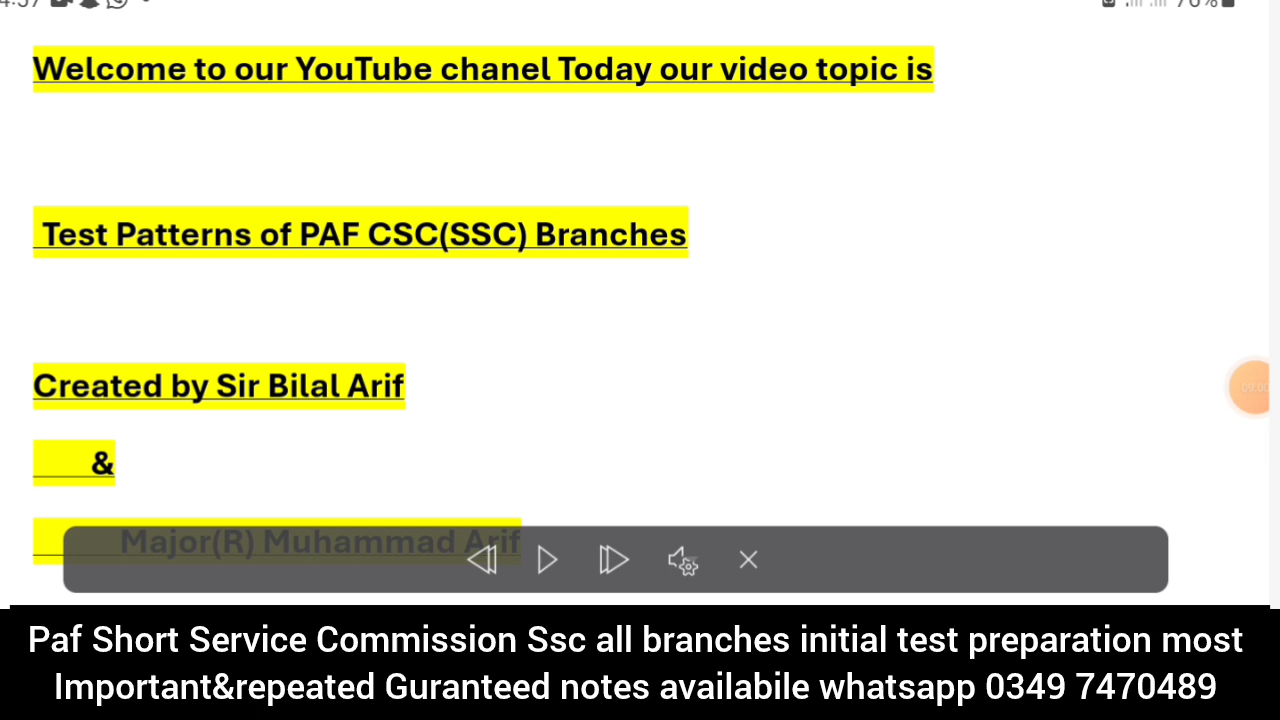 Welcome to our YouTube chanel Today our video topic is
Test Patterns of PAF CSC(SSC) Branches
Created by Sir Bilal Arif
&
Major(R) Muhammad Arif
09:00
Paf Short Service Commission Ssc all branches initial test preparation most
Important&repeated Guranteed notes availabile whatsapp 0349 7470489